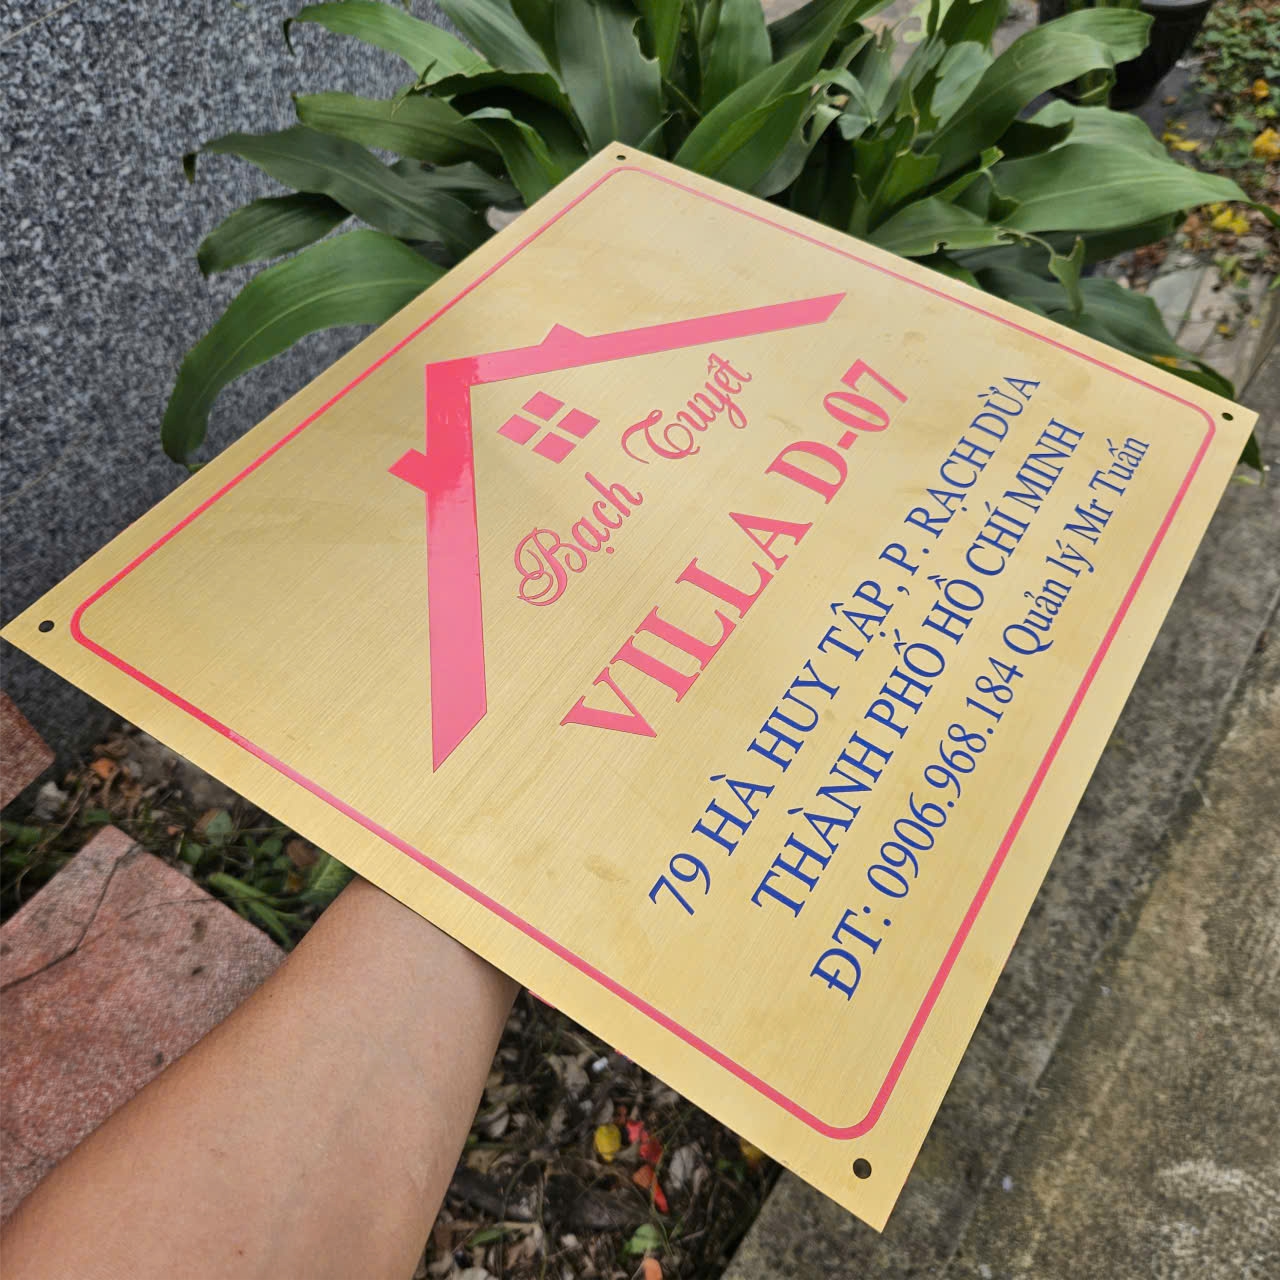 Bạch Tuyết
VILLA D-07
79 HÀ HUY TẬP, P. RẠCH DỪA
THÀNH PHỐ HỒ CHÍ MINH
ĐT: 0906.968.184 Quản lý Mr Tuấn